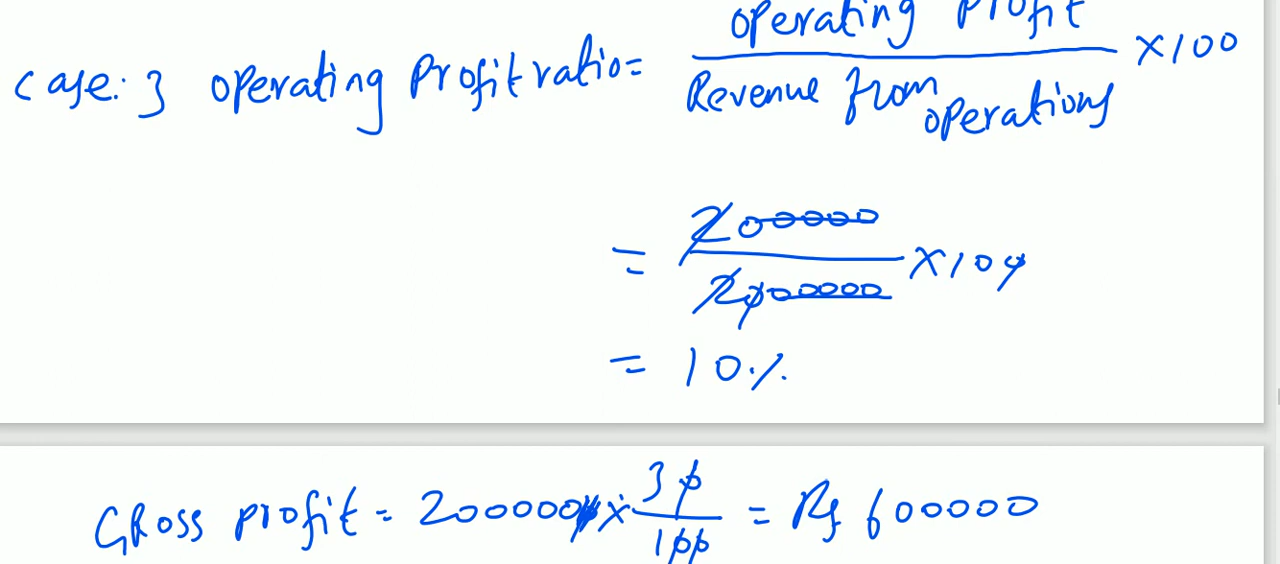 Operating Profit
Case: 3 Operating Profit ratio = ―――― ×100
Revenue from operations
= 200000 / 2000000 ×100
= 10%
Gross profit = 2000000 × 30/100 = Rs 600000